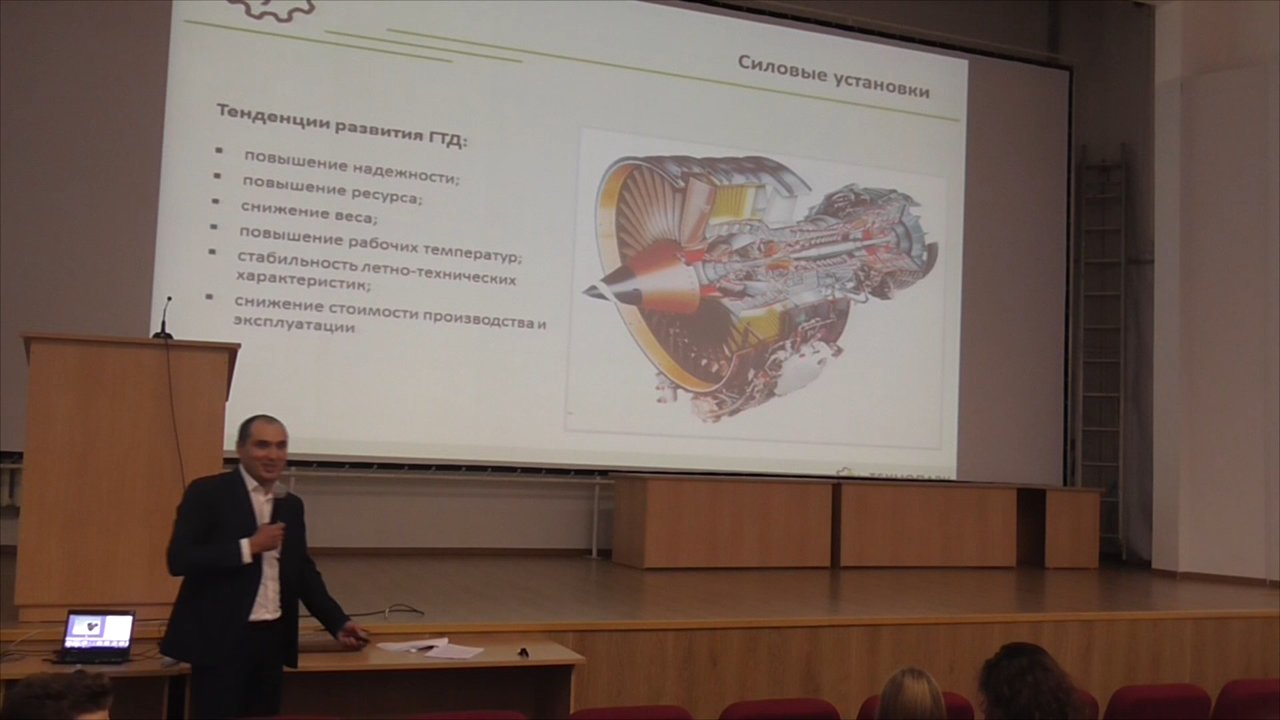 Силовые установки
Тенденции развития ГТД:
повышение надежности;
повышение ресурса;
снижение веса;
повышение рабочих температур;
стабильность летно-технических
характеристик;
снижение стоимости производства и
эксплуатации
ТЕХНОПАРК